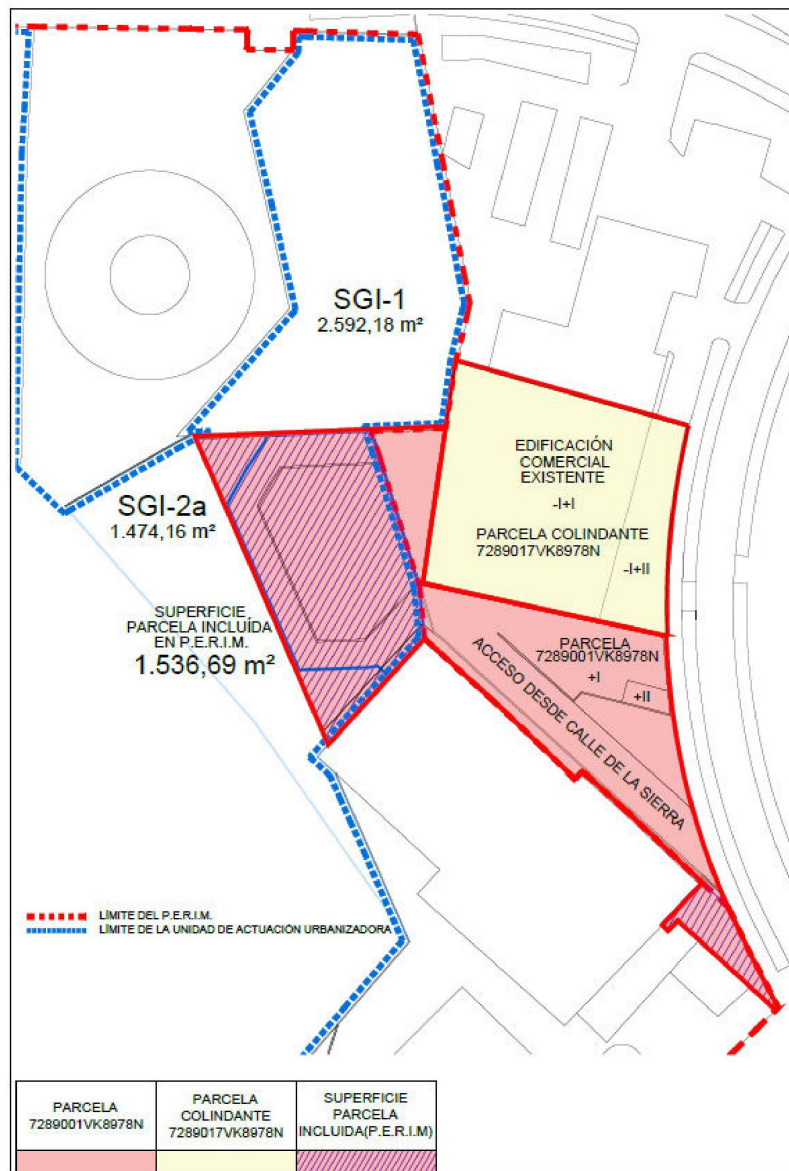 SGI-1
2.592,18 m²
EDIFICACIÓN
COMERCIAL
EXISTENTE
-I+I
PARCELA COLINDANTE
7289017VK8978N
-I+II
I
SGI-2a
1.474,16 m²
SUPERFICIE
PARCELA INCLUÍDA
EN P.E.R.I.M.
1.536,69 m²
PARCELA
7289001VK8978N
+I
+II
ACCESO DESDE CALLE DE LA SIERRA
LÍMITE DEL P.E.R.I.M.
LÍMITE DE LA UNIDAD DE ACTUACIÓN URBANIZADORA
PARCELA
7289001VK8978N
PARCELA
COLINDANTE
7289017VK8978N
SUPERFICIE
PARCELA
INCLUIDA(P.E.R.I.M)